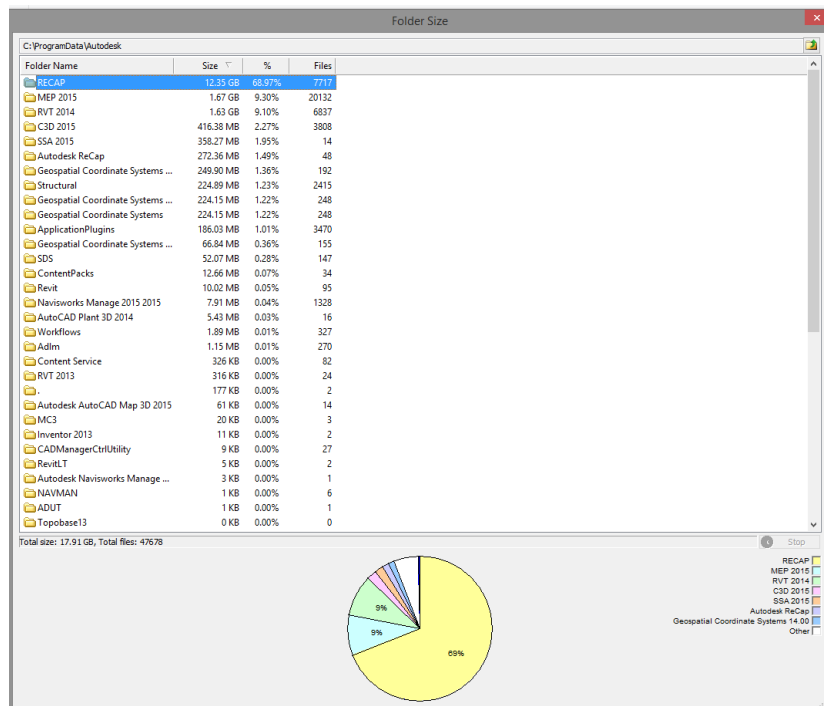 Folder Size
C:\ProgramData\Autodesk
Folder Name Size % Files
RECAP 12.35 GB 68.97% 7717
MEP 2015 1.67 GB 9.30% 20132
RVT 2014 1.63 GB 9.10% 6837
C3D 2015 416.38 MB 2.27% 3808
SSA 2015 358.27 MB 1.95% 14
Autodesk ReCap 272.36 MB 1.49% 48
Geospatial Coordinate Systems ... 249.90 MB 1.36% 192
Structural 224.89 MB 1.23% 2415
Geospatial Coordinate Systems ... 224.15 MB 1.22% 248
Geospatial Coordinate Systems 224.15 MB 1.22% 248
ApplicationPlugins 186.03 MB 1.01% 3470
Geospatial Coordinate Systems ... 66.84 MB 0.36% 155
SDS 52.07 MB 0.28% 147
ContentPacks 12.66 MB 0.07% 34
Revit 10.02 MB 0.05% 95
Navisworks Manage 2015 2015 7.91 MB 0.04% 1328
AutoCAD Plant 3D 2014 5.43 MB 0.03% 16
Workflows 1.89 MB 0.01% 327
Adlm 1.15 MB 0.01% 270
Content Service 326 KB 0.00% 82
RVT 2013 316 KB 0.00% 24
. 177 KB 0.00% 2
Autodesk AutoCAD Map 3D 2015 61 KB 0.00% 14
MC3 20 KB 0.00% 3
Inventor 2013 11 KB 0.00% 2
CADManagerCtrlUtility 9 KB 0.00% 27
RevitLT 5 KB 0.00% 2
Autodesk Navisworks Manage ... 3 KB 0.00% 1
NAVMAN 1 KB 0.00% 6
ADUT 1 KB 0.00% 1
Topobase13 0 KB 0.00% 0
Total size: 17.91 GB, Total files: 47678 Stop
RECAP
MEP 2015
RVT 2014
C3D 2015
SSA 2015
Autodesk ReCap
Geospatial Coordinate Systems 14.00
Other
9%
9%
69%